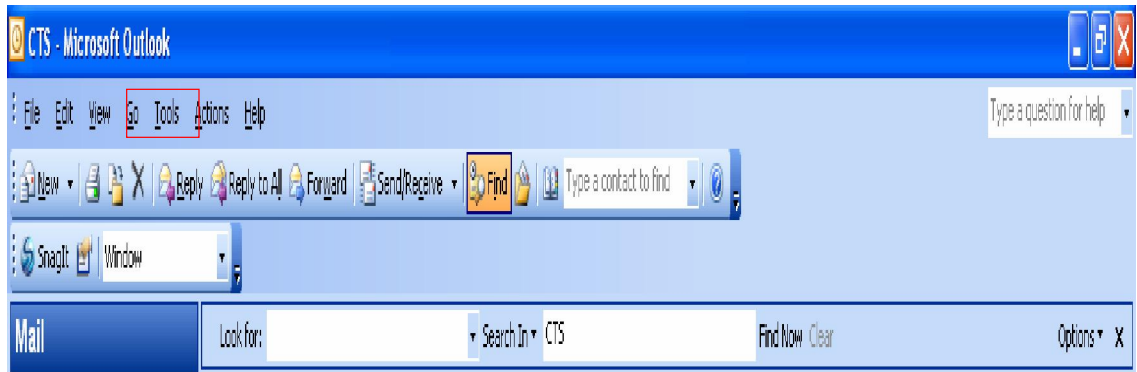 CTS - Microsoft Outlook
File Edit View Go Tools Actions Help Type a question for help
New Reply Reply to All Forward Send/Receive Find Type a contact to find
SnagIt Window
Mail Look for: Search In CTS Find Now Clear Options X